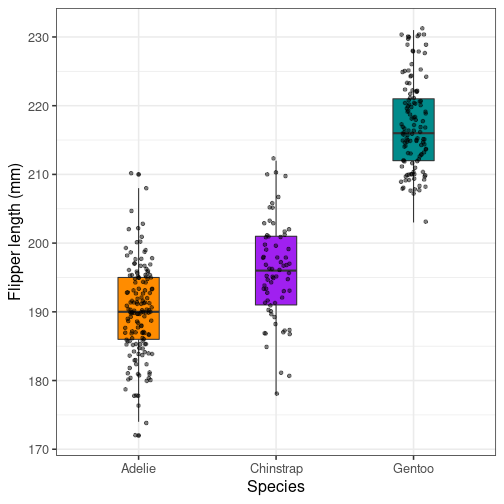 Flipper length (mm)
230
220
210
200
190
180
170
Adelie
Chinstrap
Gentoo
Species